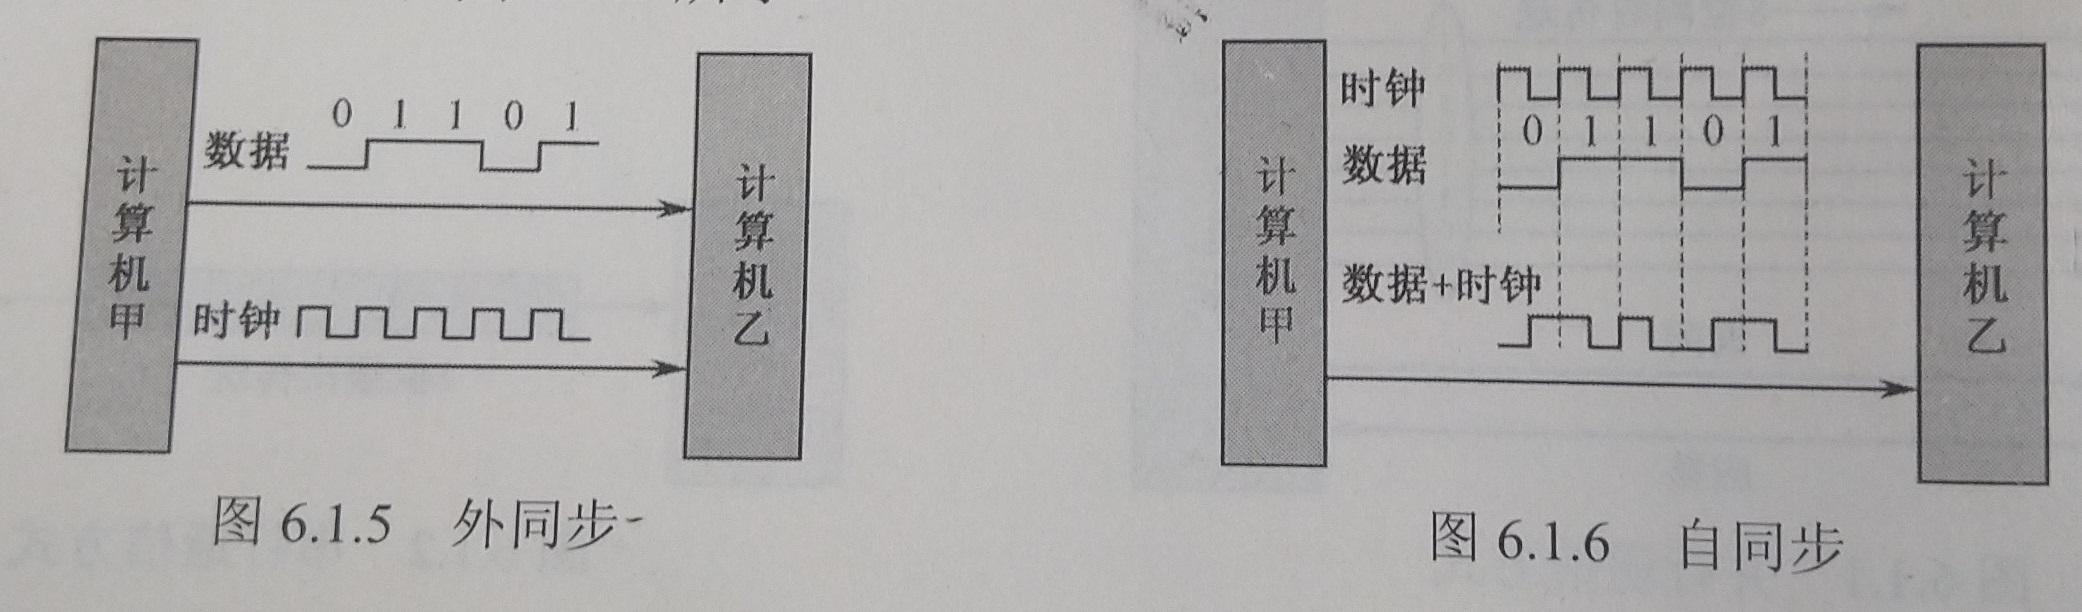 计算机甲
数据
0 1 1 0 1
时钟
计算机乙
图 6.1.5 外同步
计算机甲
时钟
0 1 1 0 1
数据
数据+时钟
计算机乙
图 6.1.6 自同步